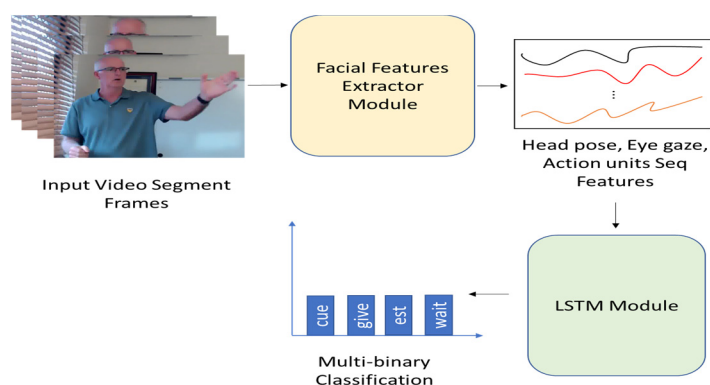 Facial Features
Extractor
Module
Input Video Segment
Frames
Head pose, Eye gaze,
Action units Seq
Features
LSTM Module
cue
give
est
wait
Multi-binary
Classification